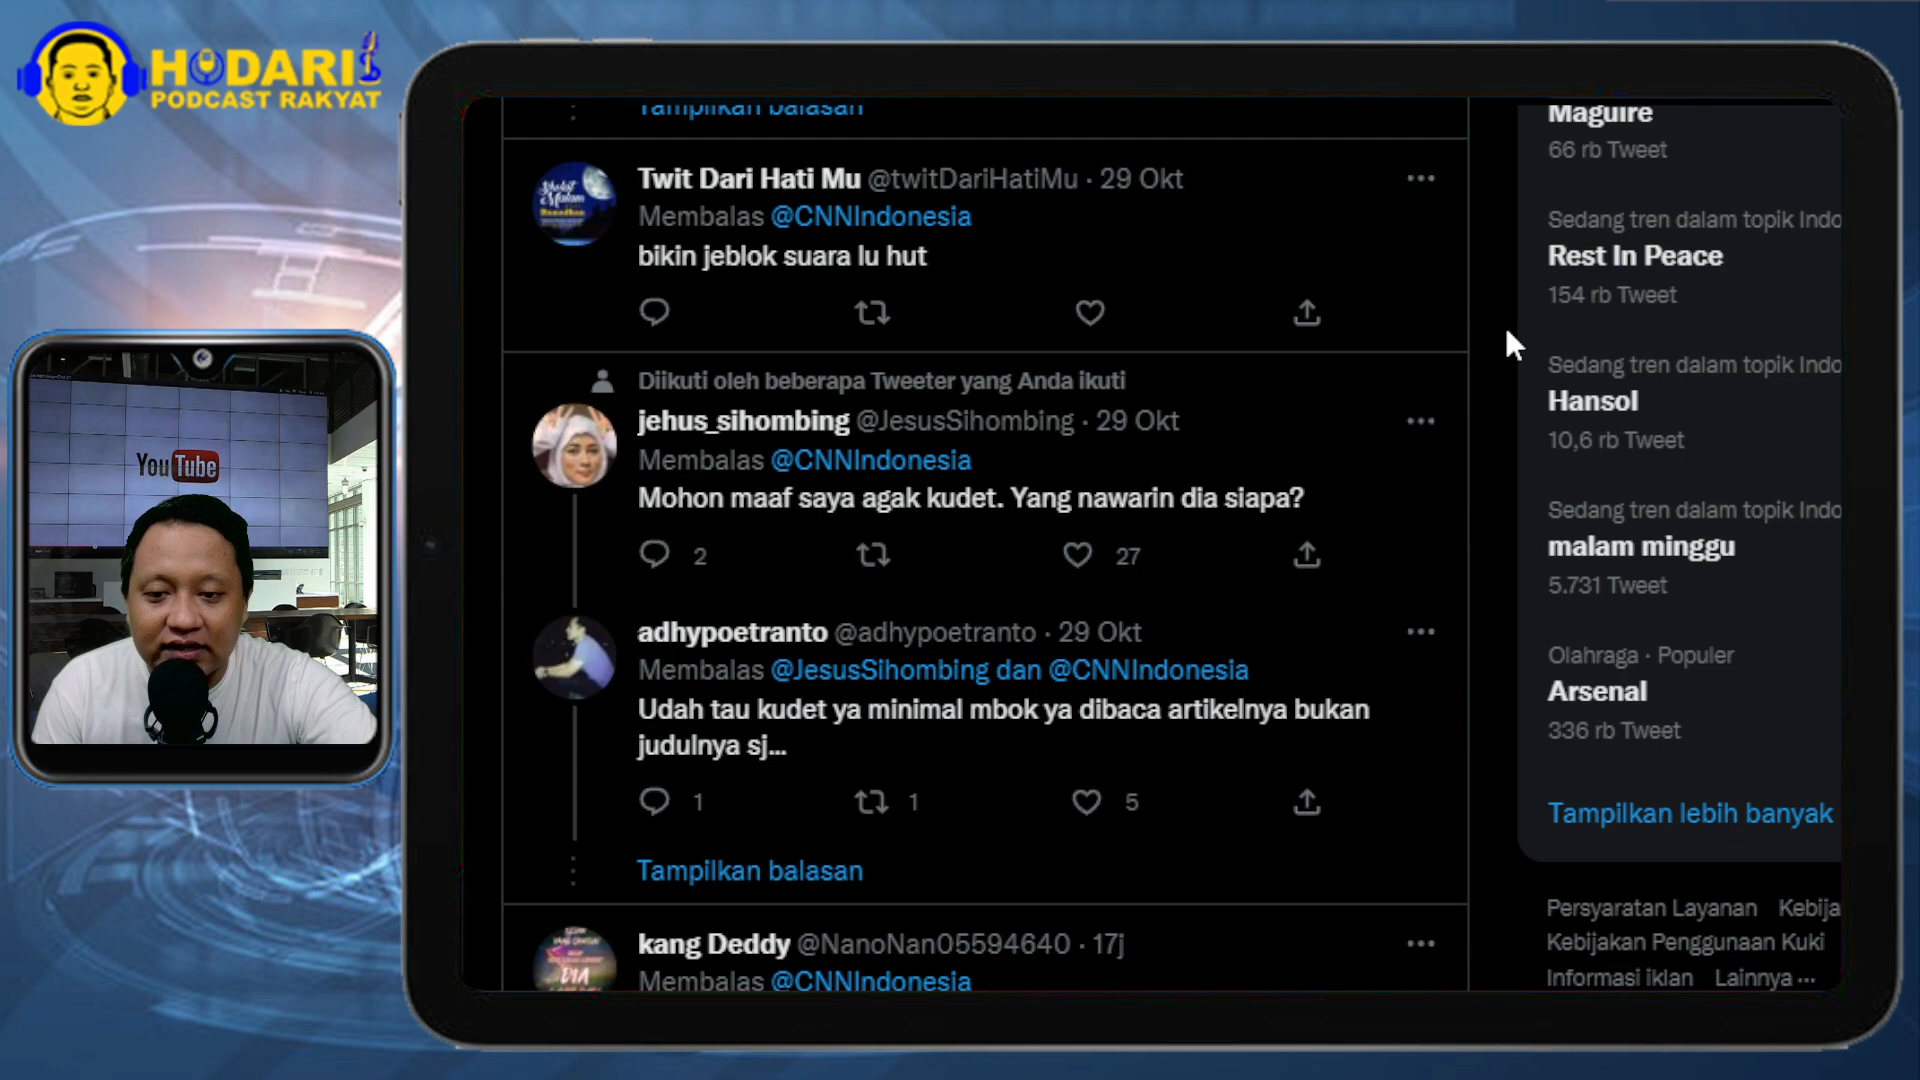 HODARI
PODCAST RAKYAT
YouTube
Tampilkan balasan
Twit Dari Hati Mu @twitDariHatiMu · 29 Okt
Membalas @CNNIndonesia
bikin jeblok suara lu hut
Diikuti oleh beberapa Tweeter yang Anda ikuti
jehus_sihombing @JesusSihombing · 29 Okt
Membalas @CNNIndonesia
Mohon maaf saya agak kudet. Yang nawarin dia siapa?
2 27
adhypoetranto @adhypoetranto · 29 Okt
Membalas @JesusSihombing dan @CNNIndonesia
Udah tau kudet ya minimal mbok ya dibaca artikelnya bukan
judulnya sj...
1 1 5
Tampilkan balasan
kang Deddy @NanoNan05594640 · 17j
Membalas @CNNIndonesia
Maguire
66 rb Tweet
Sedang tren dalam topik Indo
Rest In Peace
154 rb Tweet
Sedang tren dalam topik Indo
Hansol
10,6 rb Tweet
Sedang tren dalam topik Indo
malam minggu
5.731 Tweet
Olahraga · Populer
Arsenal
336 rb Tweet
Tampilkan lebih banyak
Persyaratan Layanan Kebija
Kebijakan Penggunaan Kuki
Informasi iklan Lainnya ···